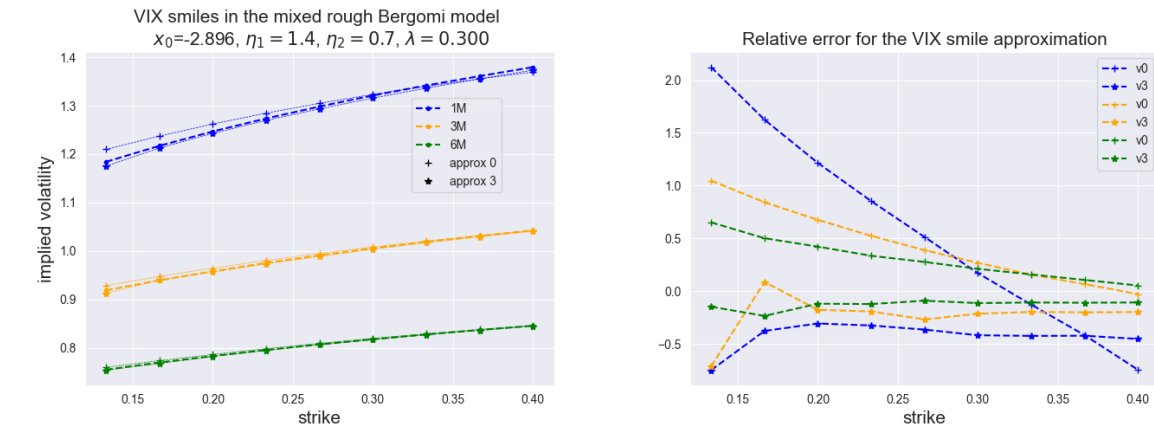 VIX smiles in the mixed rough Bergomi model
x₀=-2.896, η₁ = 1.4, η₂ = 0.7, λ = 0.300
implied volatility
1.4
1.3
1.2
1.1
1.0
0.9
0.8
1M
3M
6M
approx 0
approx 3
0.15
0.20
0.25
0.30
0.35
0.40
strike
Relative error for the VIX smile approximation
2.0
1.5
1.0
0.5
0.0
−0.5
v0
v3
v0
v3
v0
v3
0.15
0.20
0.25
0.30
0.35
0.40
strike